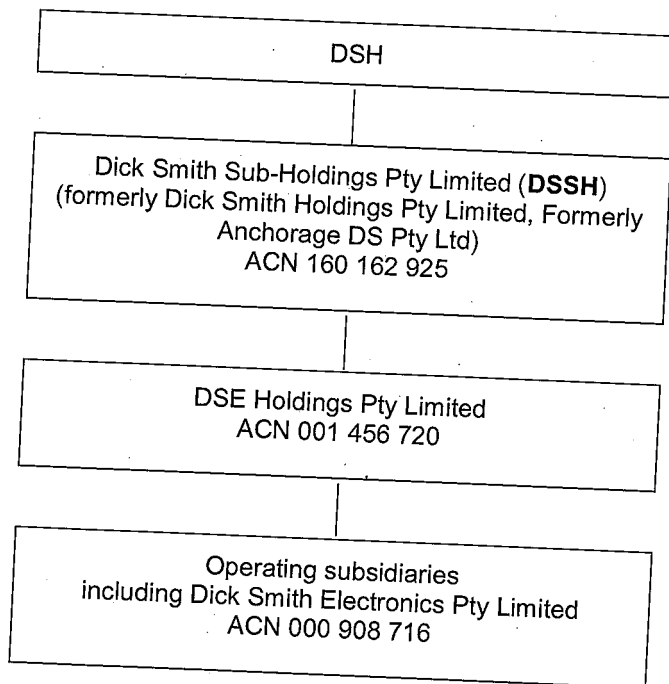 DSH
Dick Smith Sub-Holdings Pty Limited (DSSH)
(formerly Dick Smith Holdings Pty Limited, Formerly
Anchorage DS Pty Ltd)
ACN 160 162 925
DSE Holdings Pty Limited
ACN 001 456 720
Operating subsidiaries
including Dick Smith Electronics Pty Limited
ACN 000 908 716